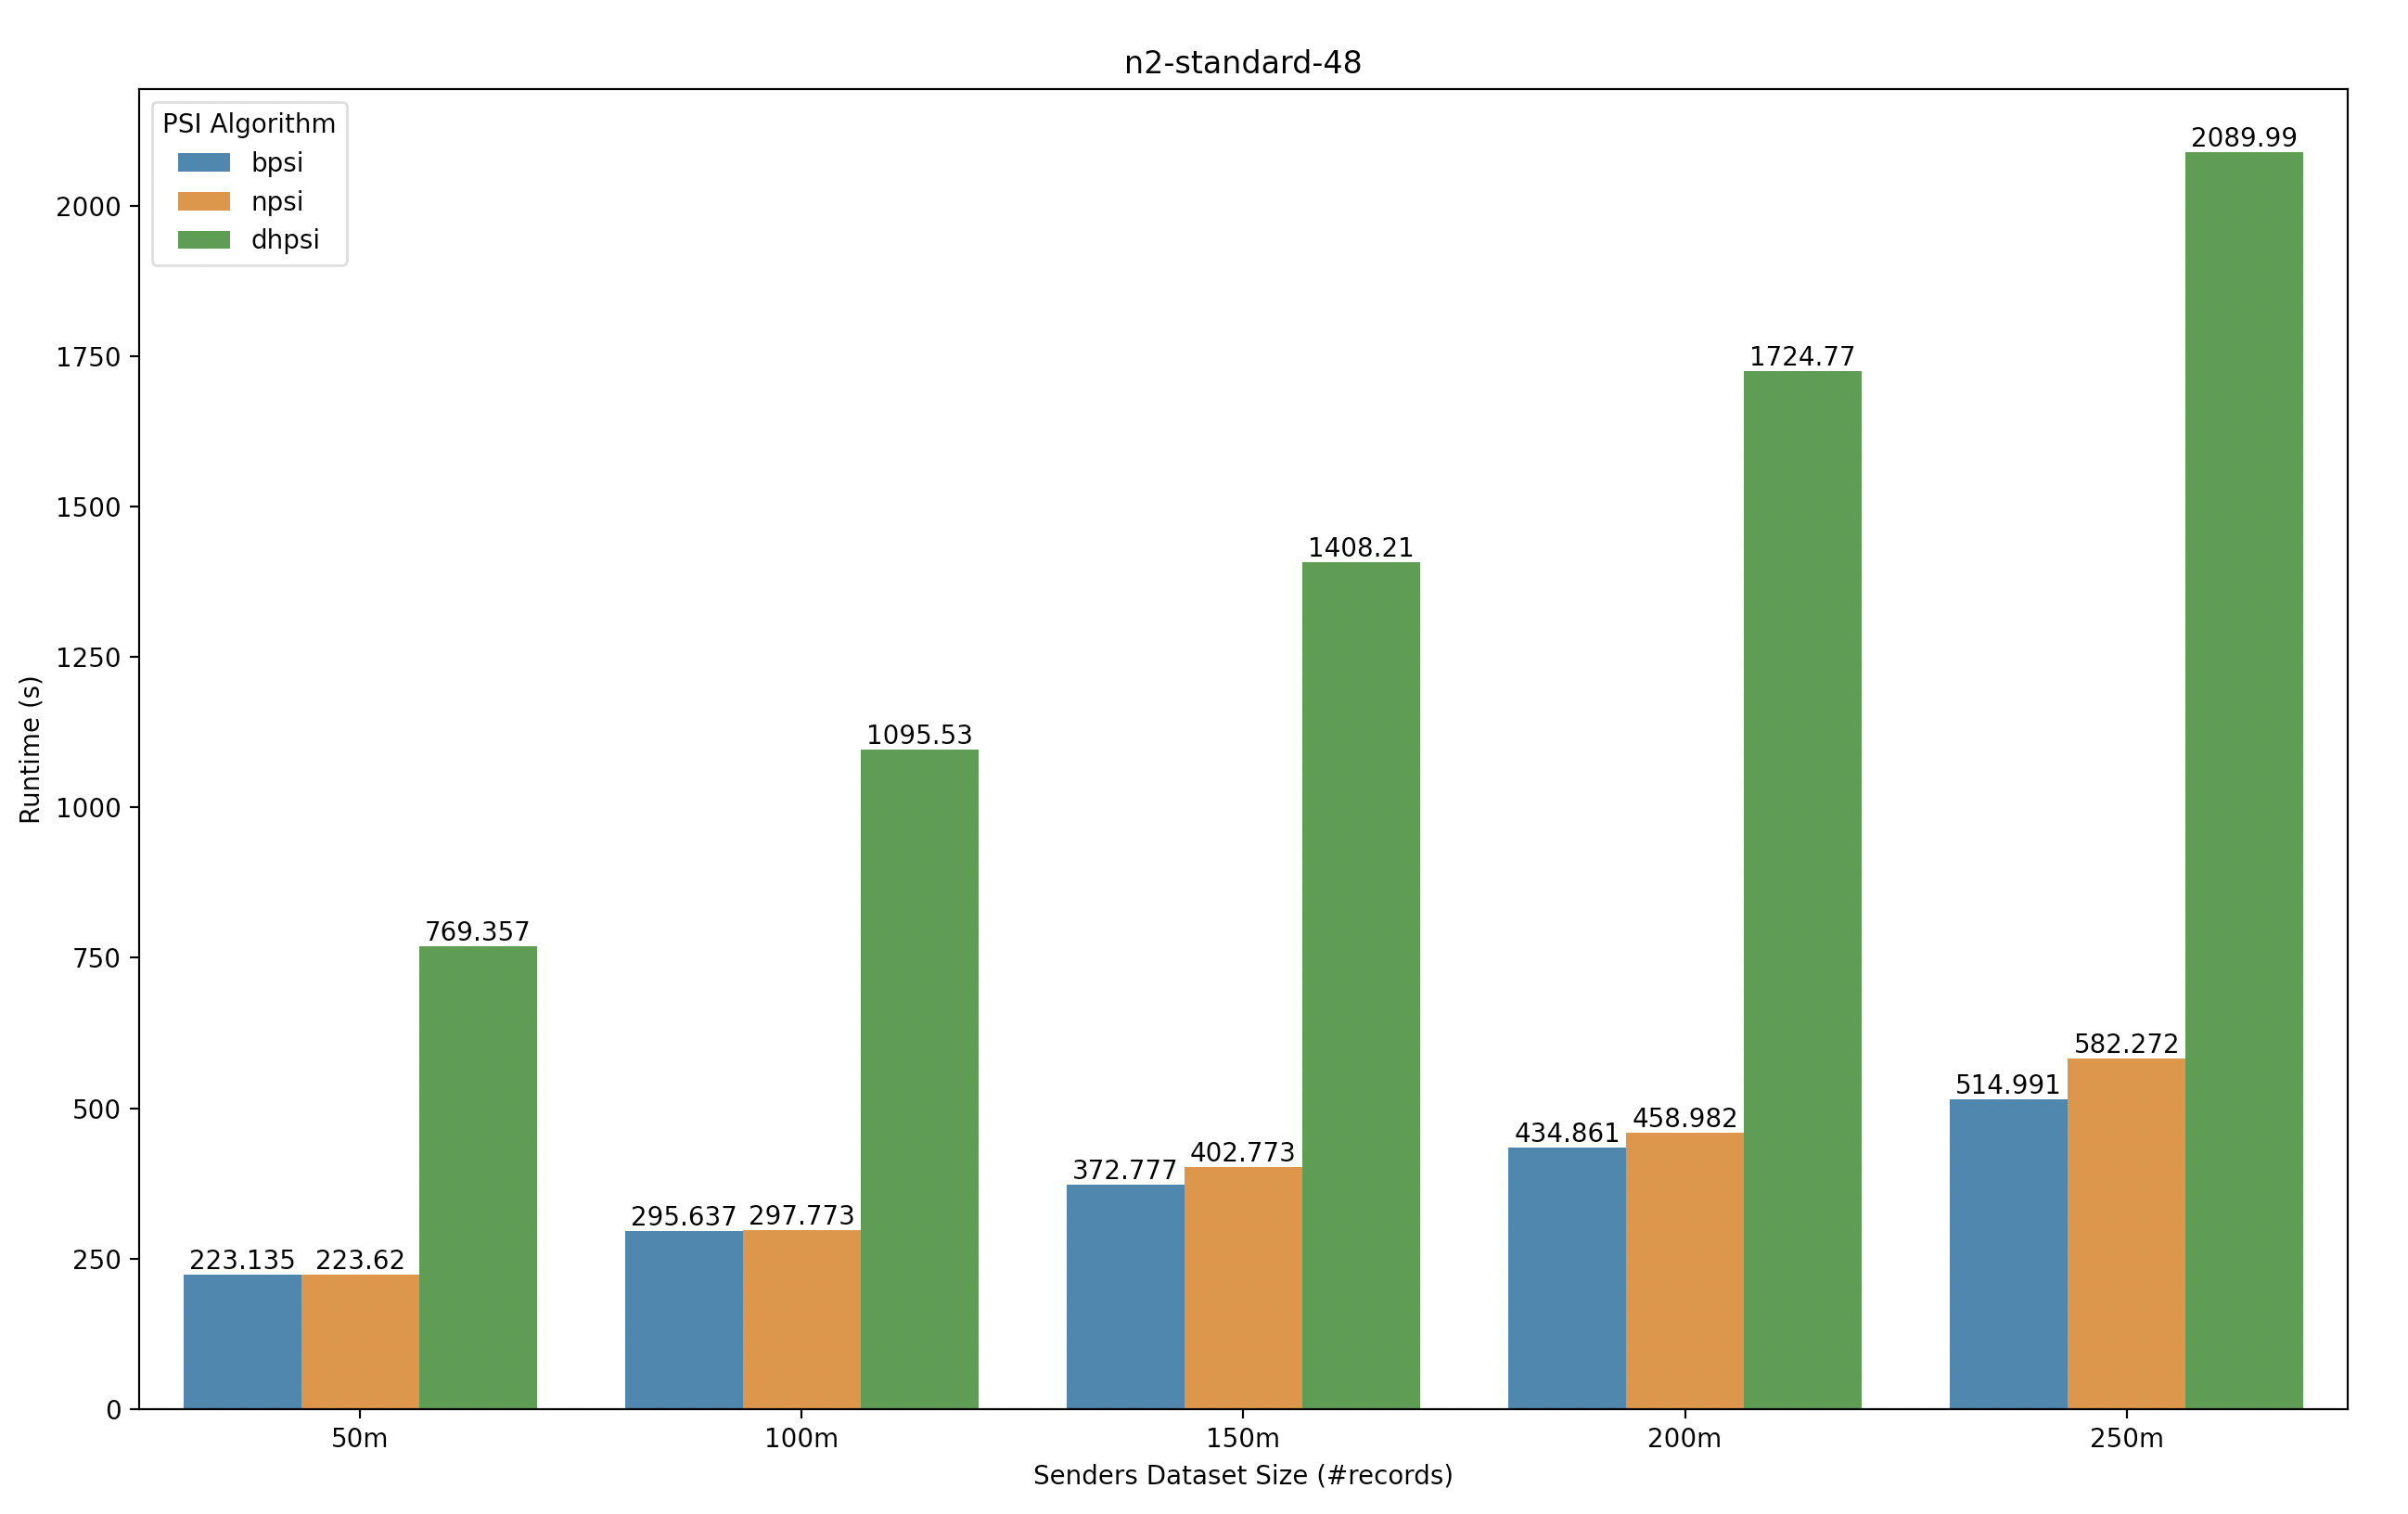 n2-standard-48
PSI Algorithm
bpsi
npsi
dhpsi
Runtime (s)
2000
1750
1500
1250
1000
750
500
250
0
223.135 223.62 769.357
295.637 297.773 1095.53
372.777 402.773 1408.21
434.861 458.982 1724.77
514.991 582.272 2089.99
50m 100m 150m 200m 250m
Senders Dataset Size (#records)